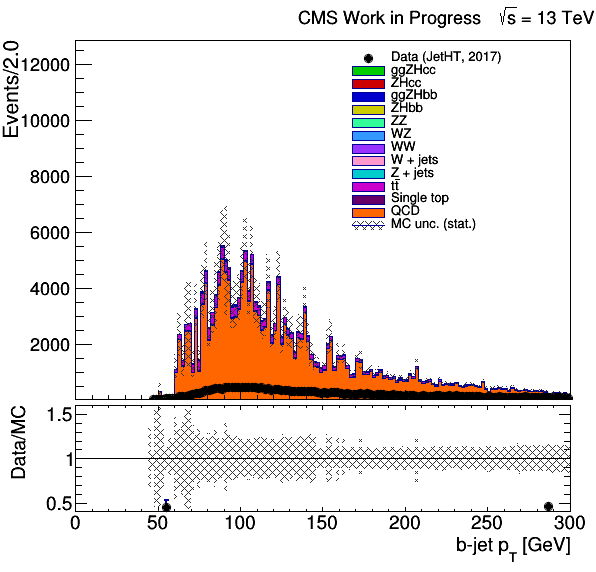 CMS Work in Progress √s = 13 TeV
Events/2.0
12000
10000
8000
6000
4000
2000
Data (JetHT, 2017)
ggZHcc
ZHcc
ggZHbb
ZHbb
ZZ
WZ
WW
W + jets
Z + jets
tt̄
Single top
QCD
MC unc. (stat.)
Data/MC
1.5
1
0.5
0 50 100 150 200 250 300
b-jet p_T [GeV]